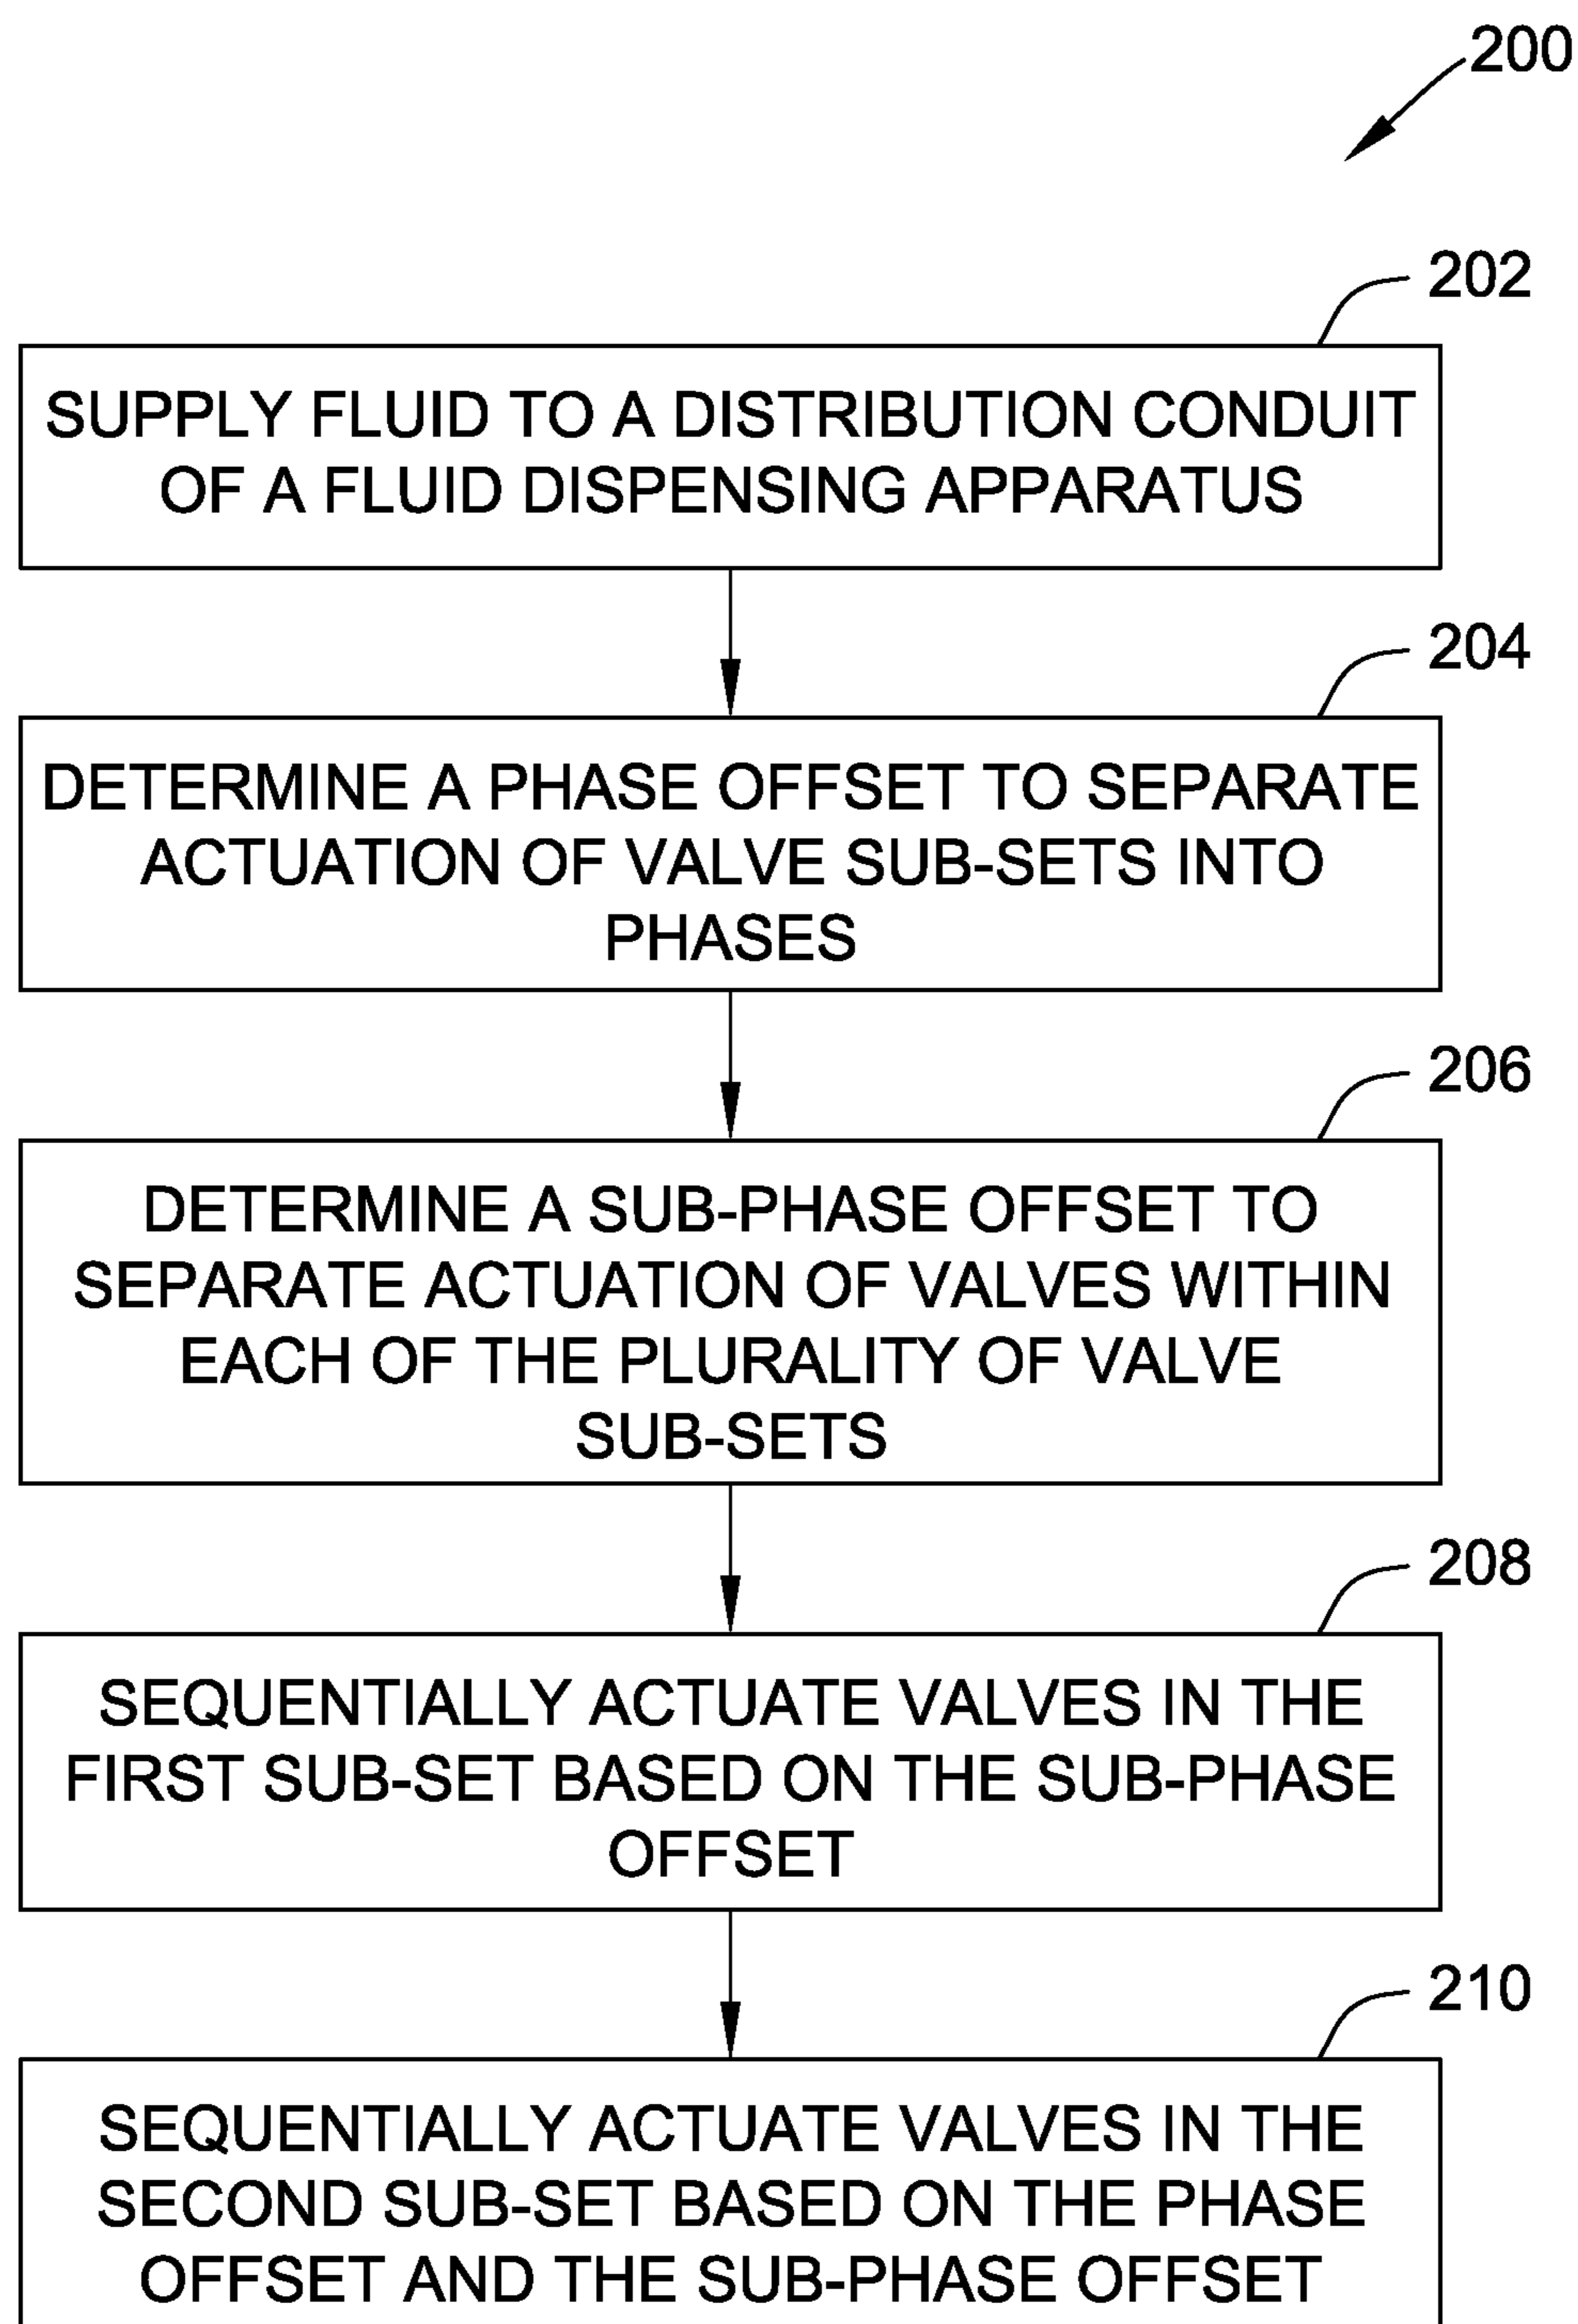 200
202
SUPPLY FLUID TO A DISTRIBUTION CONDUIT
OF A FLUID DISPENSING APPARATUS
204
DETERMINE A PHASE OFFSET TO SEPARATE
ACTUATION OF VALVE SUB-SETS INTO
PHASES
206
DETERMINE A SUB-PHASE OFFSET TO
SEPARATE ACTUATION OF VALVES WITHIN
EACH OF THE PLURALITY OF VALVE
SUB-SETS
208
SEQUENTIALLY ACTUATE VALVES IN THE
FIRST SUB-SET BASED ON THE SUB-PHASE
OFFSET
210
SEQUENTIALLY ACTUATE VALVES IN THE
SECOND SUB-SET BASED ON THE PHASE
OFFSET AND THE SUB-PHASE OFFSET